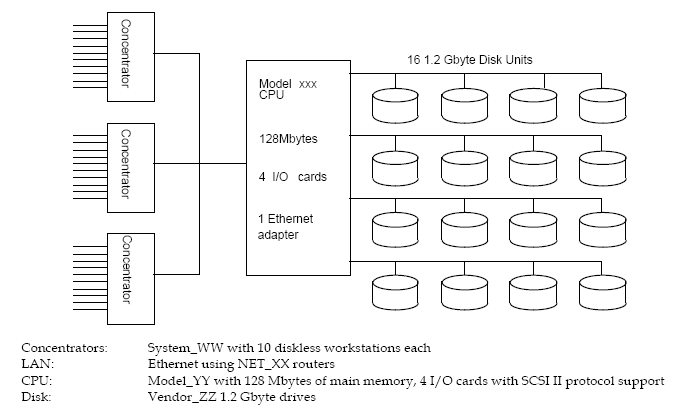 Concentrator
16 1.2 Gbyte Disk Units
Model xxx
CPU
128Mbytes
4 I/O cards
1 Ethernet
adapter
Concentrator
Concentrator
Concentrators: System_WW with 10 diskless workstations each
LAN: Ethernet using NET_XX routers
CPU: Model_YY with 128 Mbytes of main memory, 4 I/O cards with SCSI II protocol support
Disk: Vendor_ZZ 1.2 Gbyte drives